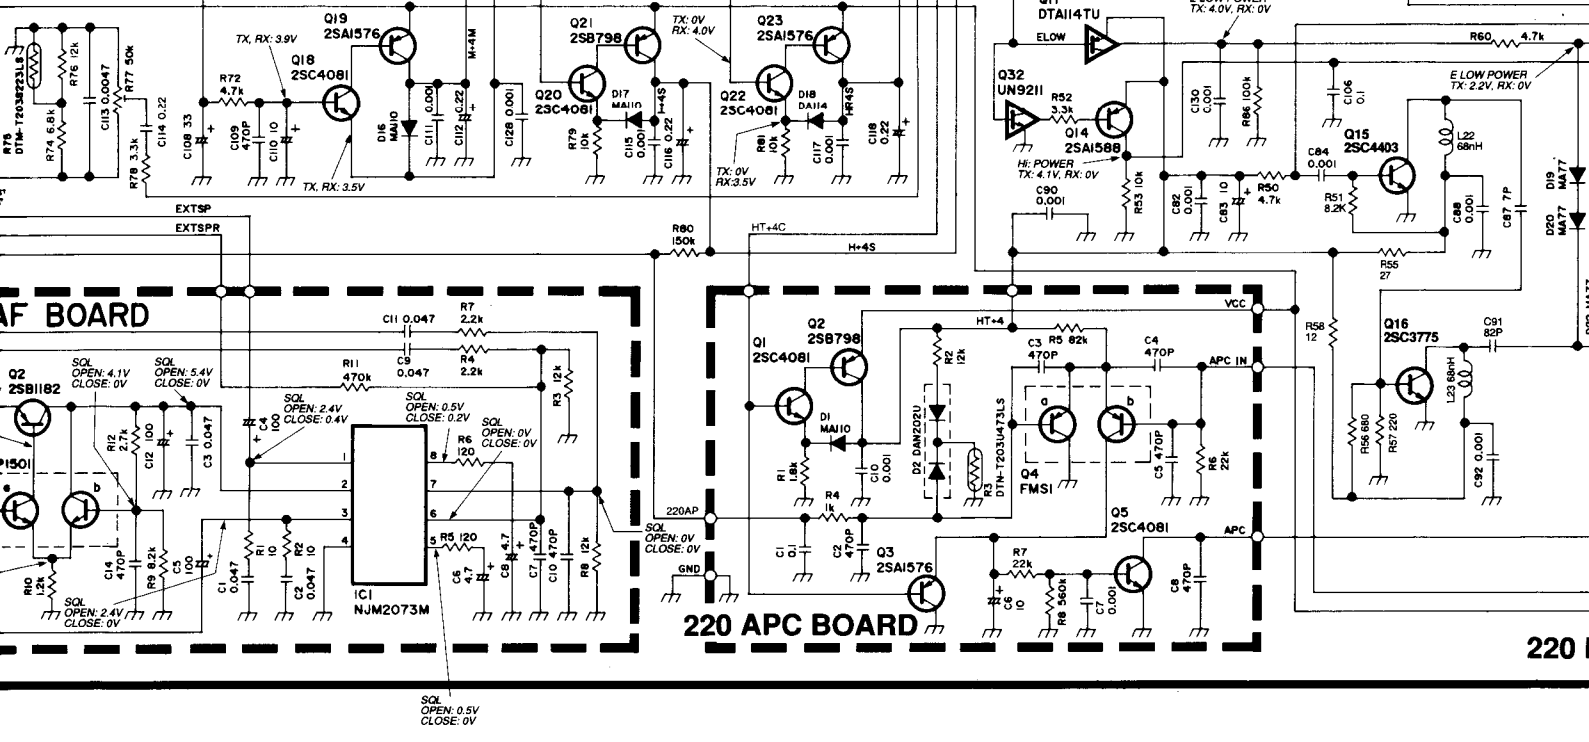 Q19
2SA1576
Q18
2SC4081
TX, RX: 3.9V
R72
4.7k
R75
DTM-T203B223LS
R76 12k
R74 6.8k
C113 0.0047
R77 50k
R78 3.3k
C114 0.22
C108 33
C109
470P
C110 10
D16
MA110
C111 0.001
C112 0.22
M+4M
C128 0.001
TX, RX: 3.5V
Q21
2SB798
Q20
2SC4081
D17
MA110
R79
10k
H+4S
C115
0.001
C116 0.22
TX: 0V
RX: 4.0V
Q23
2SA1576
Q22
2SC4081
D18
DA114
R81
10k
HR4S
C117
0.001
C118
0.22
TX: 0V
RX:3.5V
DTA114TU
ELOW
TX: 4.0V, RX: 0V
Q32
UN9211
R52
3.3k
Q14
2SA1588
Hi: POWER
TX: 4.1V, RX: 0V
R53 10k
C130
0.001
C106
0.1
R60 4.7k
E LOW POWER
TX: 2.2V, RX: 0V
Q15
2SC4403
L22
68nH
C84
0.001
R51
8.2K
R50
4.7k
C82
0.001
C83 10
C90
0.001
C88
0.001
C87 7P
D19
MA77
D20
MA77
R55
27
EXTSP
EXTSPR
R80
150k
HT+4C
H+4S
AF BOARD
C11 0.047
R7
2.2k
C9
0.047
R4
2.2k
R11
470k
R3 12k
Q2
2SB1182
SQL
OPEN: 4.1V
CLOSE: 0V
SQL
OPEN: 5.4V
CLOSE: 0V
SQL
OPEN: 2.4V
CLOSE: 0.4V
SQL
OPEN: 0.5V
CLOSE: 0.2V
SQL
OPEN: 0V
CLOSE: 0V
R12
2.7k
C12 100
C3 0.047
C4
100
P1501
b
R6
120
1
2
3
4
8
7
6
5
R5 120
R10
1.2k
C14
470P
R9 8.2k
C5
100
C1
0.047
R1
10
R2
10
C2
0.047
IC1
NJM2073M
C6
4.7
C8 4.7
C7 470P
C10 470P
R8 12k
SQL
OPEN: 0V
CLOSE: 0V
SQL
OPEN: 2.4V
CLOSE: 0V
SQL
OPEN: 0.5V
CLOSE: 0V
Q1
2SC4081
Q2
2SB798
D1
MA110
R1
1.8k
C10
0.001
R2
12k
HT+4
D2 DAN202U
R3
DTN-T203U473LS
C3
470P
R5 82k
C4
470P
VCC
APC IN
a
b
Q4
FMS1
C5 470P
R6
22k
220AP
R4
1k
C1
0.1
C2
470P
Q3
2SA1576
Q5
2SC4081
APC
R7
22k
C6
10
R8 560k
C7
0.001
C8
470P
GND
220 APC BOARD
R58
12
Q16
2SC3775
C91
82P
L23 68nH
R56 680
R57 220
C92 0.001
220